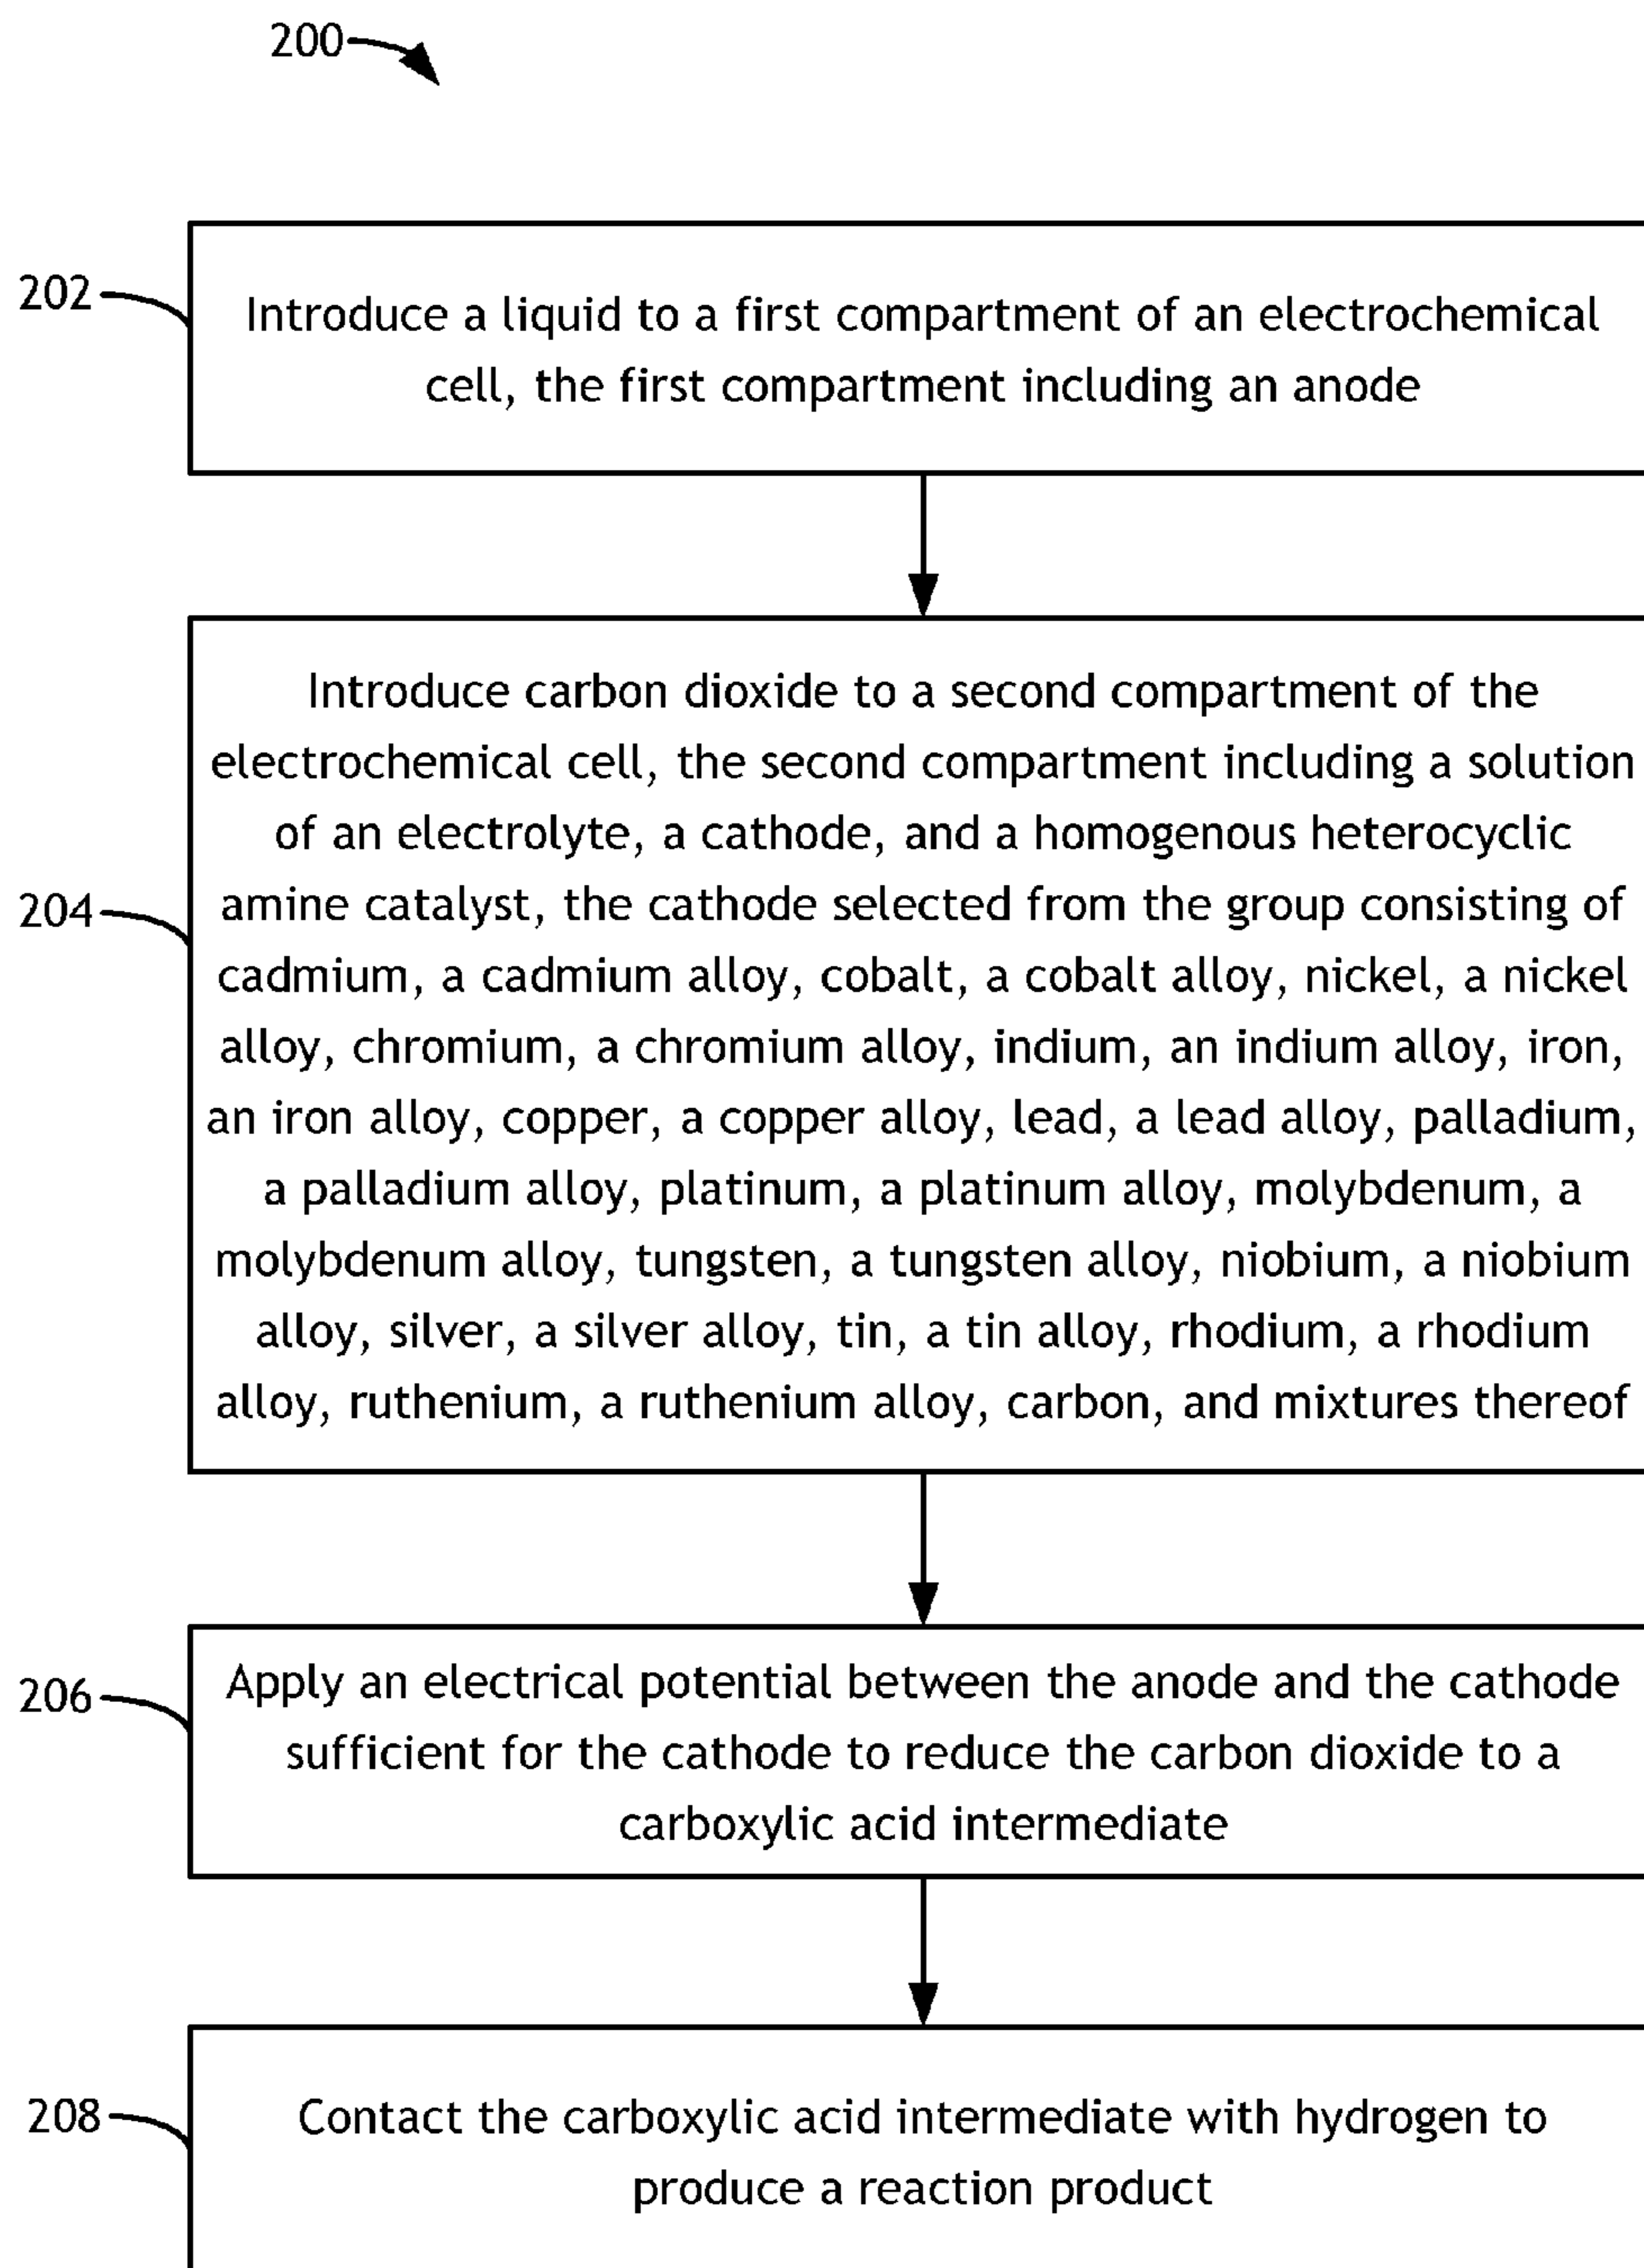 200
202
Introduce a liquid to a first compartment of an electrochemical
cell, the first compartment including an anode
204
Introduce carbon dioxide to a second compartment of the
electrochemical cell, the second compartment including a solution
of an electrolyte, a cathode, and a homogenous heterocyclic
amine catalyst, the cathode selected from the group consisting of
cadmium, a cadmium alloy, cobalt, a cobalt alloy, nickel, a nickel
alloy, chromium, a chromium alloy, indium, an indium alloy, iron,
an iron alloy, copper, a copper alloy, lead, a lead alloy, palladium,
a palladium alloy, platinum, a platinum alloy, molybdenum, a
molybdenum alloy, tungsten, a tungsten alloy, niobium, a niobium
alloy, silver, a silver alloy, tin, a tin alloy, rhodium, a rhodium
alloy, ruthenium, a ruthenium alloy, carbon, and mixtures thereof
206
Apply an electrical potential between the anode and the cathode
sufficient for the cathode to reduce the carbon dioxide to a
carboxylic acid intermediate
208
Contact the carboxylic acid intermediate with hydrogen to
produce a reaction product